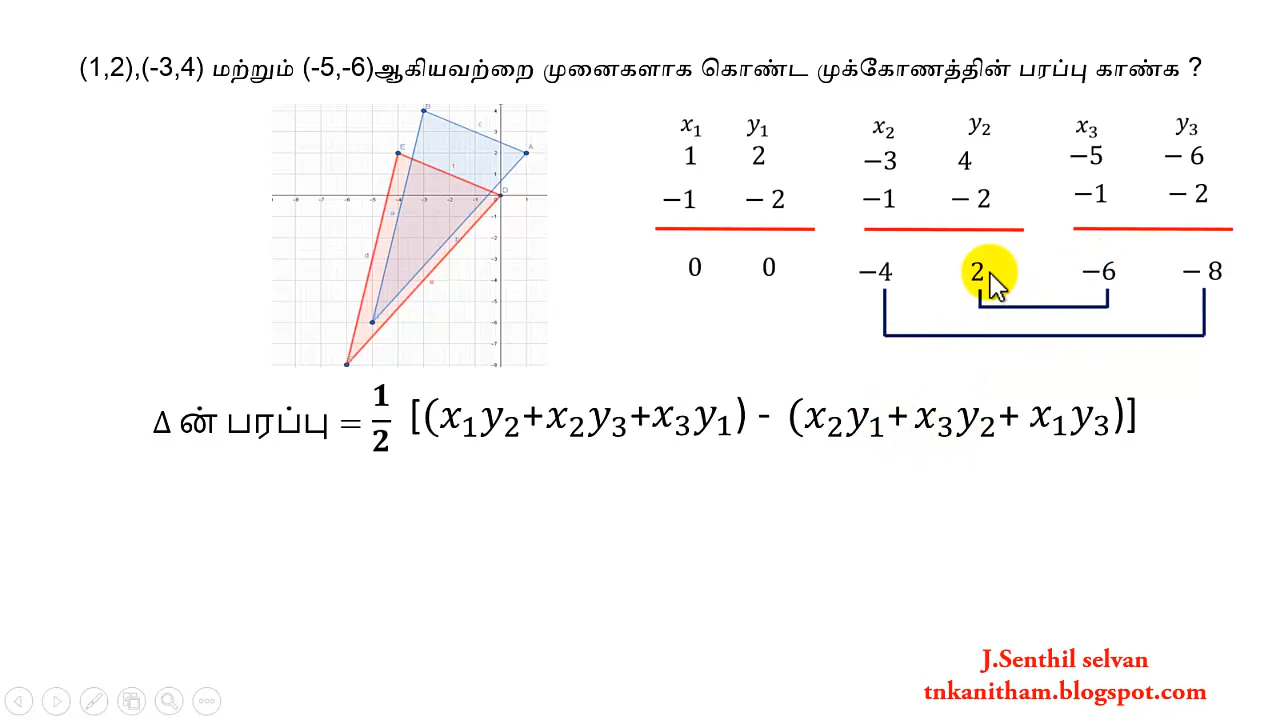 (1,2),(-3,4) மற்றும் (-5,-6)ஆகியவற்றை முனைகளாக கொண்ட முக்கோணத்தின் பரப்பு காண்க ?
x₁ y₁ x₂ y₂ x₃ y₃
1 2 −3 4 −5 − 6
−1 − 2 −1 − 2 −1 − 2
0 0 −4 2 −6 − 8
Δ ன் பரப்பு = 1/2 [(x₁y₂+x₂y₃+x₃y₁) - (x₂y₁+ x₃y₂+ x₁y₃)]
J.Senthil selvan
tnkanitham.blogspot.com